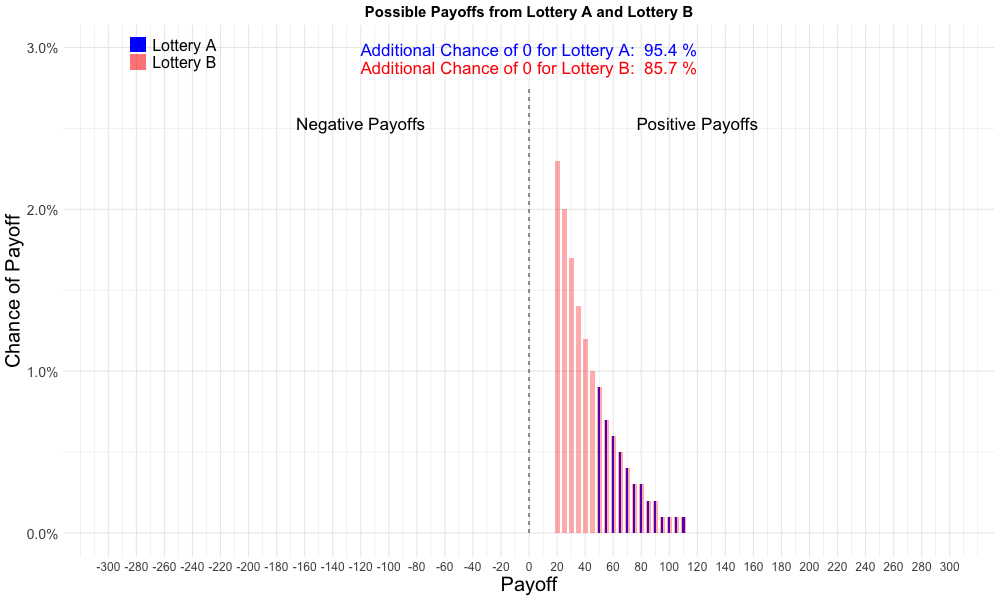 Possible Payoffs from Lottery A and Lottery B
Lottery A
Lottery B
Additional Chance of 0 for Lottery A: 95.4 %
Additional Chance of 0 for Lottery B: 85.7 %
Negative Payoffs
Positive Payoffs
Chance of Payoff
3.0%
2.0%
1.0%
0.0%
-300 -280 -260 -240 -220 -200 -180 -160 -140 -120 -100 -80 -60 -40 -20 0 20 40 60 80 100 120 140 160 180 200 220 240 260 280 300
Payoff